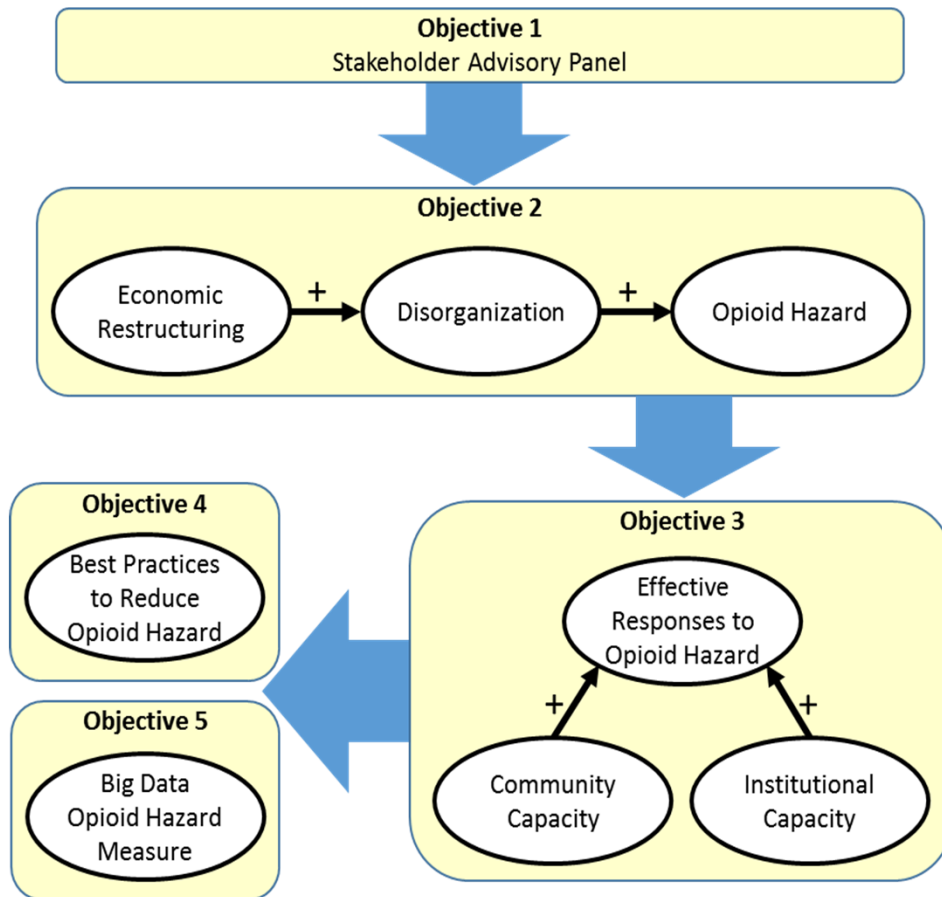 Objective 1
Stakeholder Advisory Panel
Objective 2
Economic
Restructuring
+
Disorganization
+
Opioid Hazard
Objective 3
Effective
Responses to
Opioid Hazard
+
+
Community
Capacity
Institutional
Capacity
Objective 4
Best Practices
to Reduce
Opioid Hazard
Objective 5
Big Data
Opioid Hazard
Measure